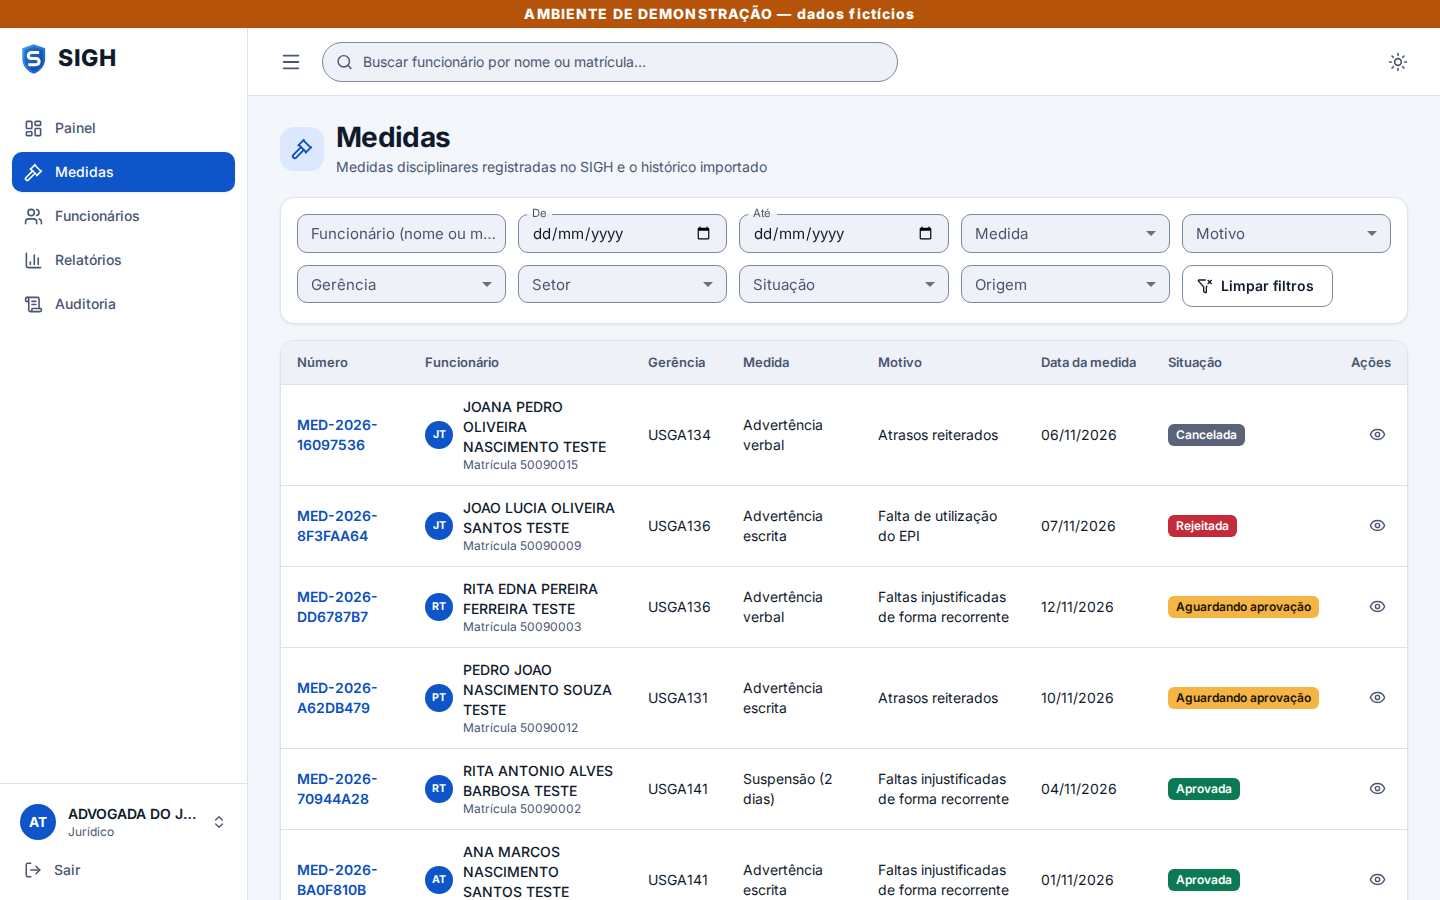 AMBIENTE DE DEMONSTRAÇÃO — dados fictícios
SIGH
Buscar funcionário por nome ou matrícula...
Painel
Medidas
Funcionários
Relatórios
Auditoria
Medidas
Medidas disciplinares registradas no SIGH e o histórico importado
De
Até
Funcionário (nome ou m...
dd/mm/yyyy
dd/mm/yyyy
Medida
Motivo
Gerência
Setor
Situação
Origem
Limpar filtros
Número
Funcionário
Gerência
Medida
Motivo
Data da medida
Situação
Ações
MED-2026-
16097536
JT
JOANA PEDRO
OLIVEIRA
NASCIMENTO TESTE
Matrícula 50090015
USGA134
Advertência
verbal
Atrasos reiterados
06/11/2026
Cancelada
MED-2026-
8F3FAA64
JT
JOAO LUCIA OLIVEIRA
SANTOS TESTE
Matrícula 50090009
USGA136
Advertência
escrita
Falta de utilização
do EPI
07/11/2026
Rejeitada
MED-2026-
DD6787B7
RT
RITA EDNA PEREIRA
FERREIRA TESTE
Matrícula 50090003
USGA136
Advertência
verbal
Faltas injustificadas
de forma recorrente
12/11/2026
Aguardando aprovação
MED-2026-
A62DB479
PT
PEDRO JOAO
NASCIMENTO SOUZA
TESTE
Matrícula 50090012
USGA131
Advertência
escrita
Atrasos reiterados
10/11/2026
Aguardando aprovação
MED-2026-
70944A28
RT
RITA ANTONIO ALVES
BARBOSA TESTE
Matrícula 50090002
USGA141
Suspensão (2
dias)
Faltas injustificadas
de forma recorrente
04/11/2026
Aprovada
MED-2026-
BA0F810B
AT
ANA MARCOS
NASCIMENTO
SANTOS TESTE
USGA141
Advertência
escrita
Faltas injustificadas
de forma recorrente
01/11/2026
Aprovada
AT
ADVOGADA DO J...
Jurídico
Sair